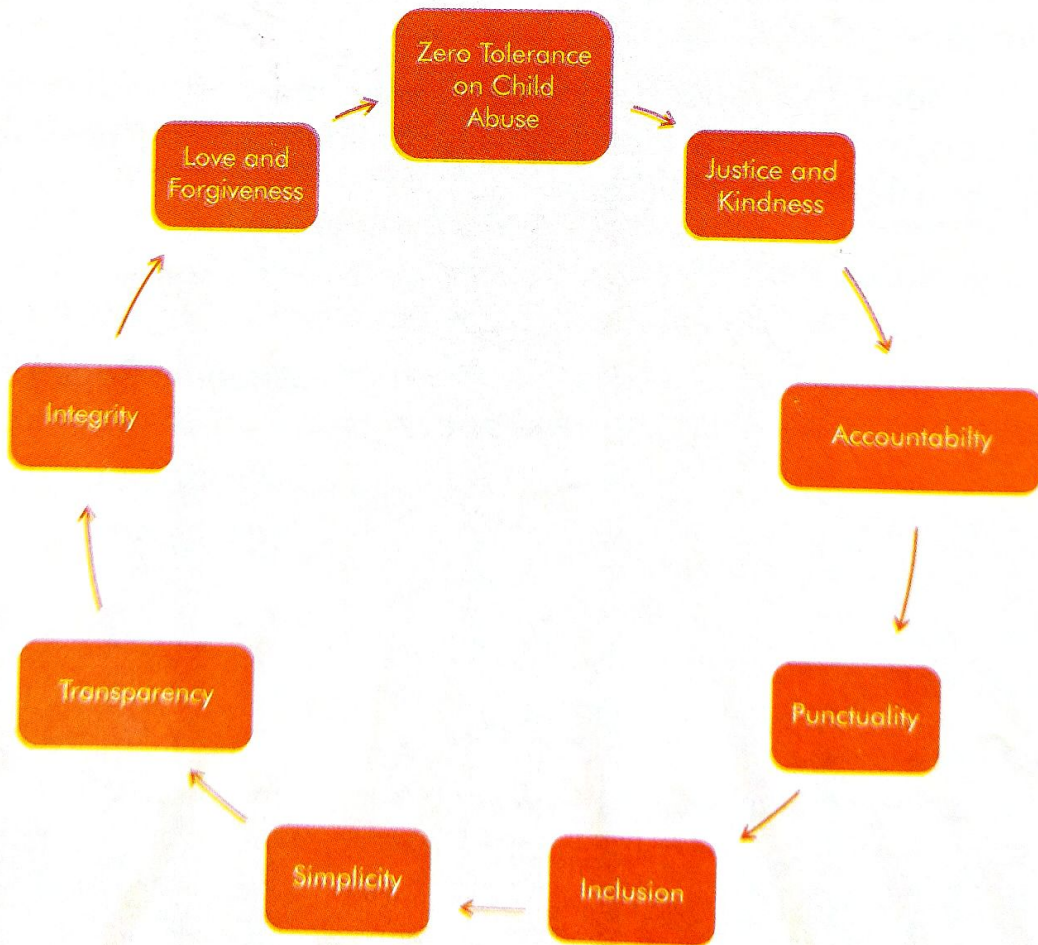 Zero Tolerance
on Child
Abuse
Justice and
Kindness
Accountabilty
Punctuality
Inclusion
Simplicity
Transparency
Integrity
Love and
Forgiveness